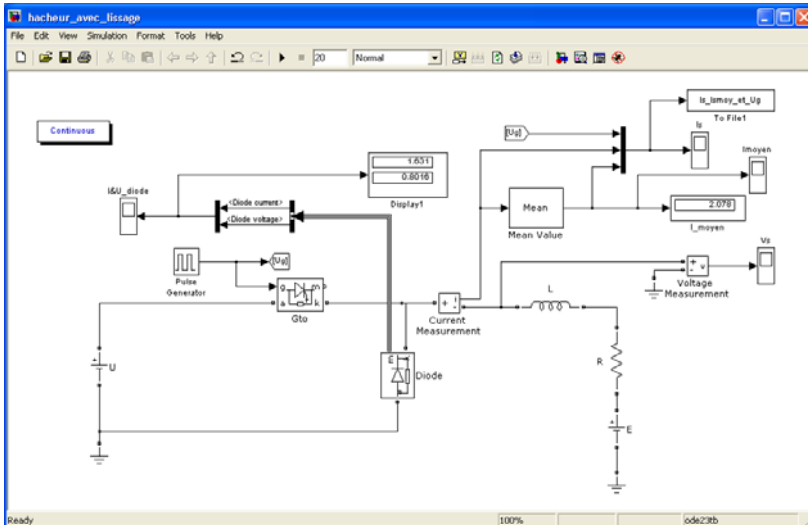 hacheur_avec_lissage
File Edit View Simulation Format Tools Help
20 Normal
Continuous
Is_Ismoy_et_Ug
To File1
[Ug]
Is
Imoyen
1.631
0.8016
Display1
I&U_diode
<Diode current>
<Diode voltage>
Mean
Mean Value
2.078
I_moyen
Vs
Pulse
Generator
[Ug]
g m
a k
Gto
+ i
-
Current
Measurement
+ v
-
Voltage
Measurement
L
R
U
E
Diode
+
E
+
Ready 100% ode23tb